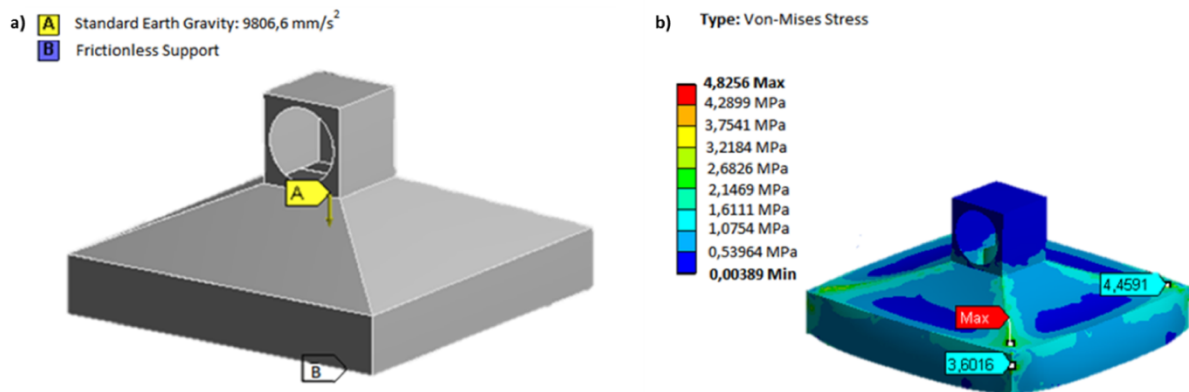 a) A Standard Earth Gravity: 9806,6 mm/s²
B Frictionless Support
A
B
b) Type: Von-Mises Stress
4,8256 Max
4,2899 MPa
3,7541 MPa
3,2184 MPa
2,6826 MPa
2,1469 MPa
1,6111 MPa
1,0754 MPa
0,53964 MPa
0,00389 Min
4,4591
Max
3,6016